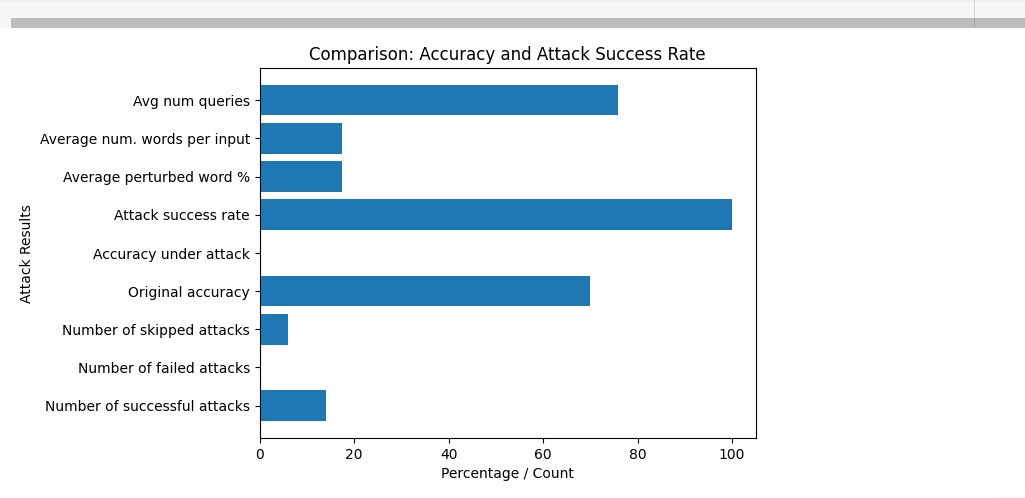 Comparison: Accuracy and Attack Success Rate
Avg num queries
Average num. words per input
Average perturbed word %
Attack success rate
Accuracy under attack
Original accuracy
Number of skipped attacks
Number of failed attacks
Number of successful attacks
Attack Results
0 20 40 60 80 100
Percentage / Count